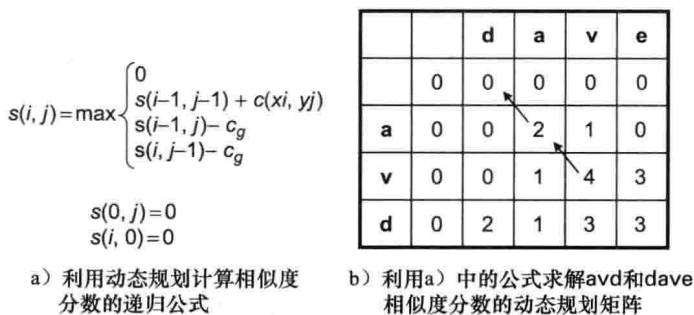 s(i, j)=max
0
s(i–1, j–1) + c(xi, yj)
s(i–1, j)– cg
s(i, j–1)– cg
s(0, j)=0
s(i, 0)=0
a）利用动态规划计算相似度
分数的递归公式
d a v e
0 0 0 0 0
a 0 0 2 1 0
v 0 0 1 4 3
d 0 2 1 3 3
b）利用a）中的公式求解avd和dave
相似度分数的动态规划矩阵